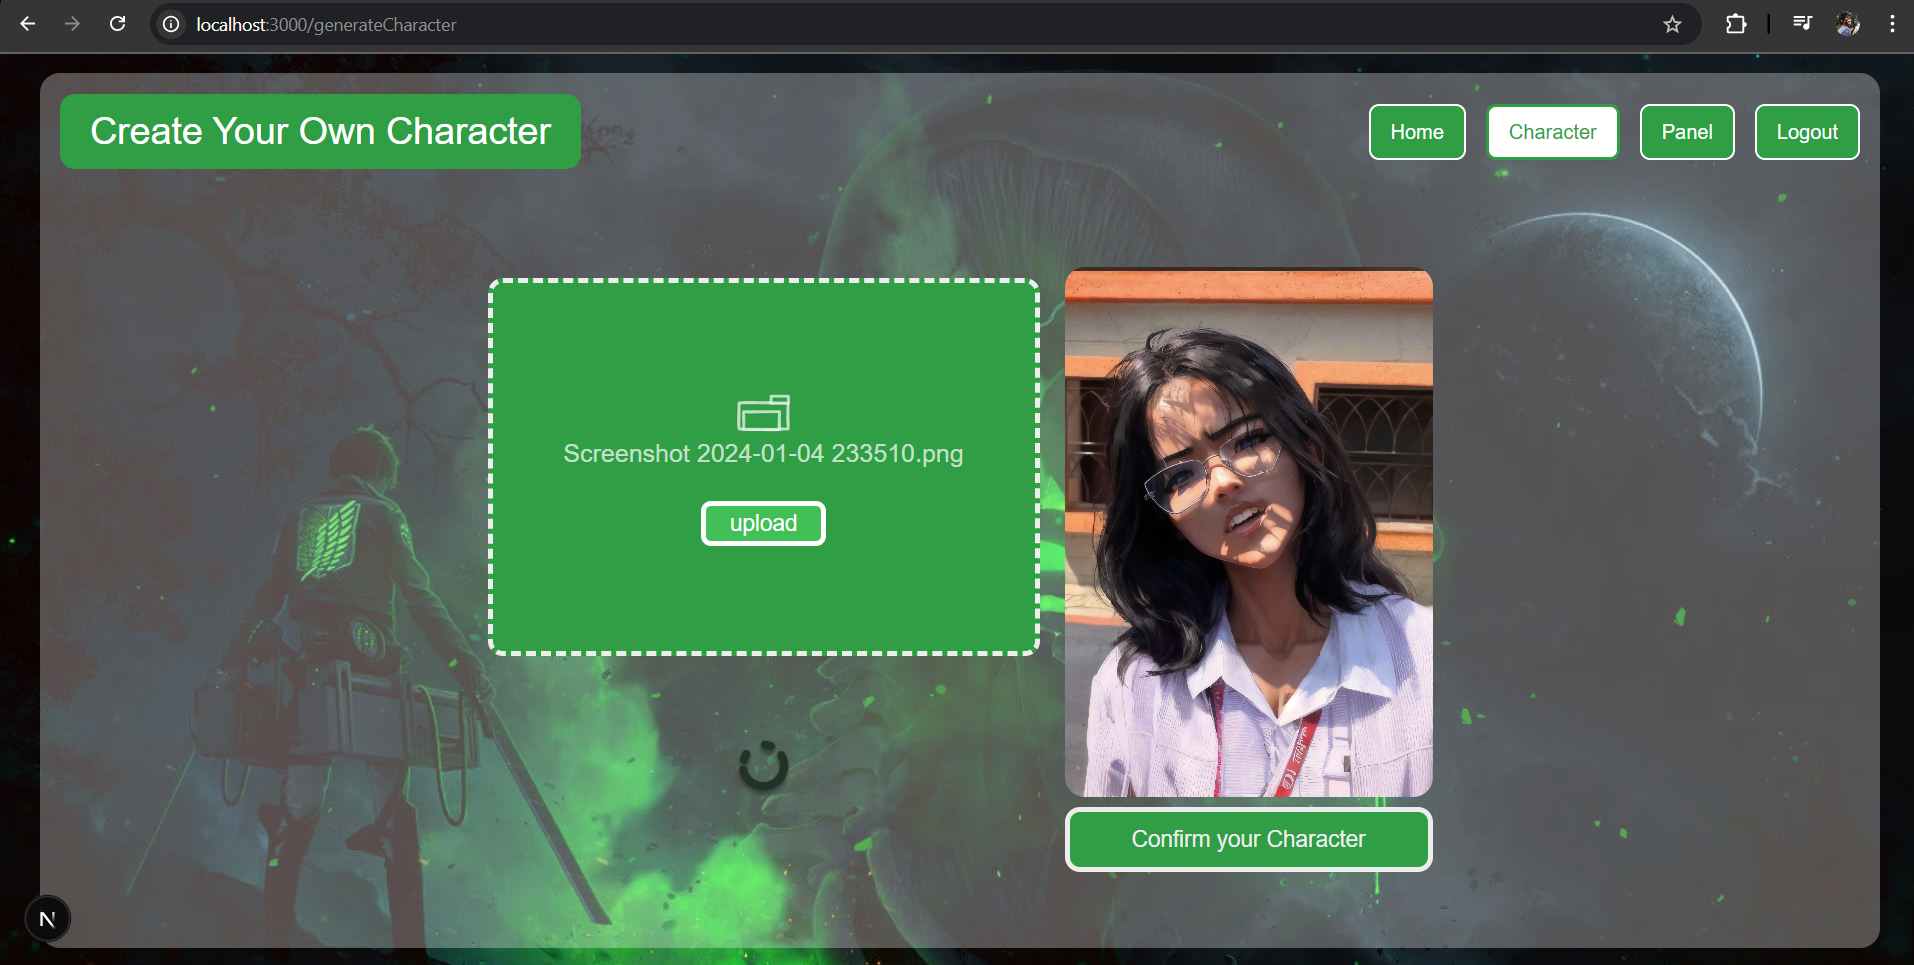 localhost:3000/generateCharacter
Create Your Own Character
Home
Character
Panel
Logout
Screenshot 2024-01-04 233510.png
upload
Confirm your Character
N